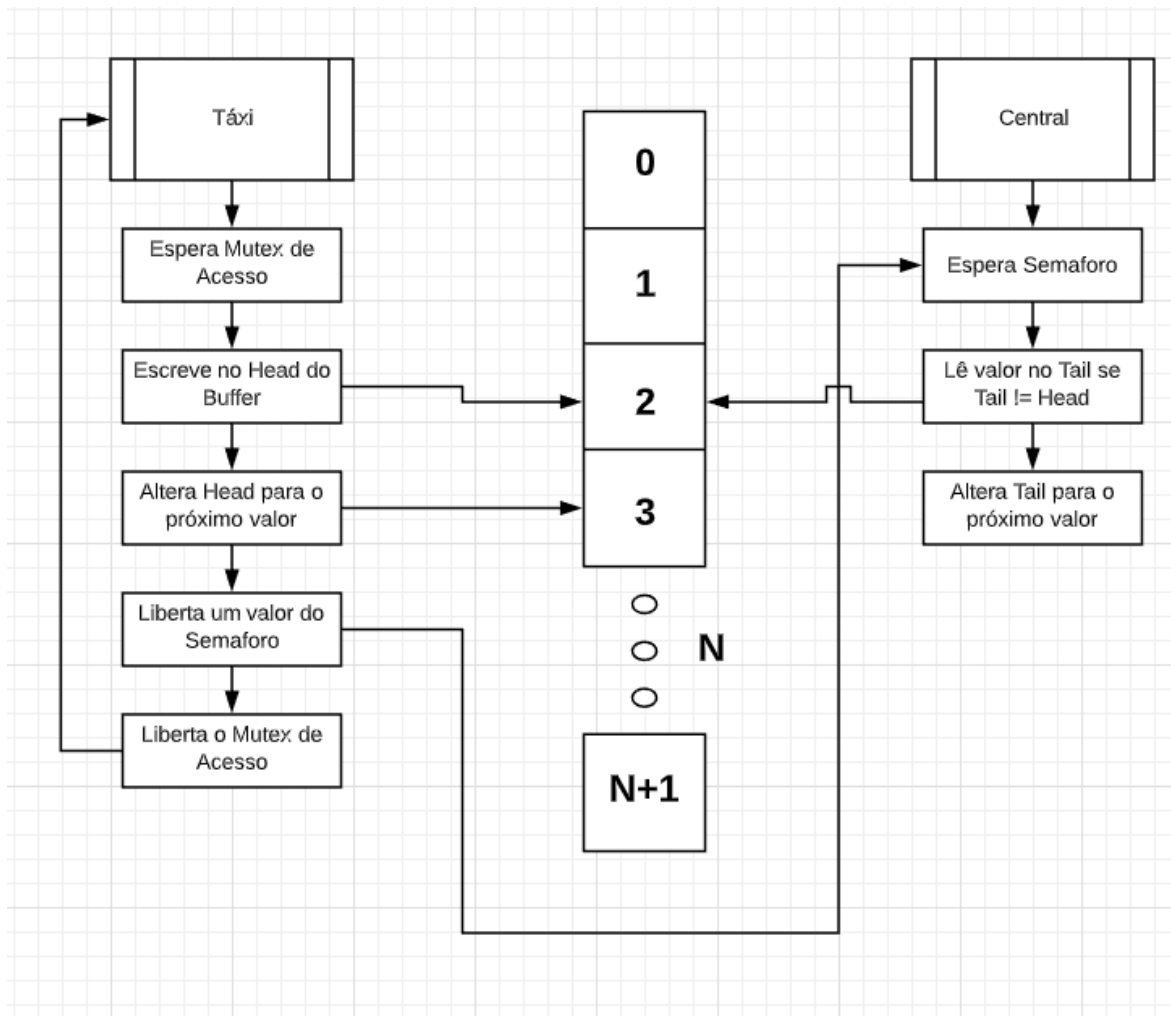 Táxi
Espera Mutex de
Acesso
Escreve no Head do
Buffer
Altera Head para o
próximo valor
Liberta um valor do
Semaforo
Liberta o Mutex de
Acesso
0
1
2
3
N
N+1
Central
Espera Semaforo
Lê valor no Tail se
Tail != Head
Altera Tail para o
próximo valor